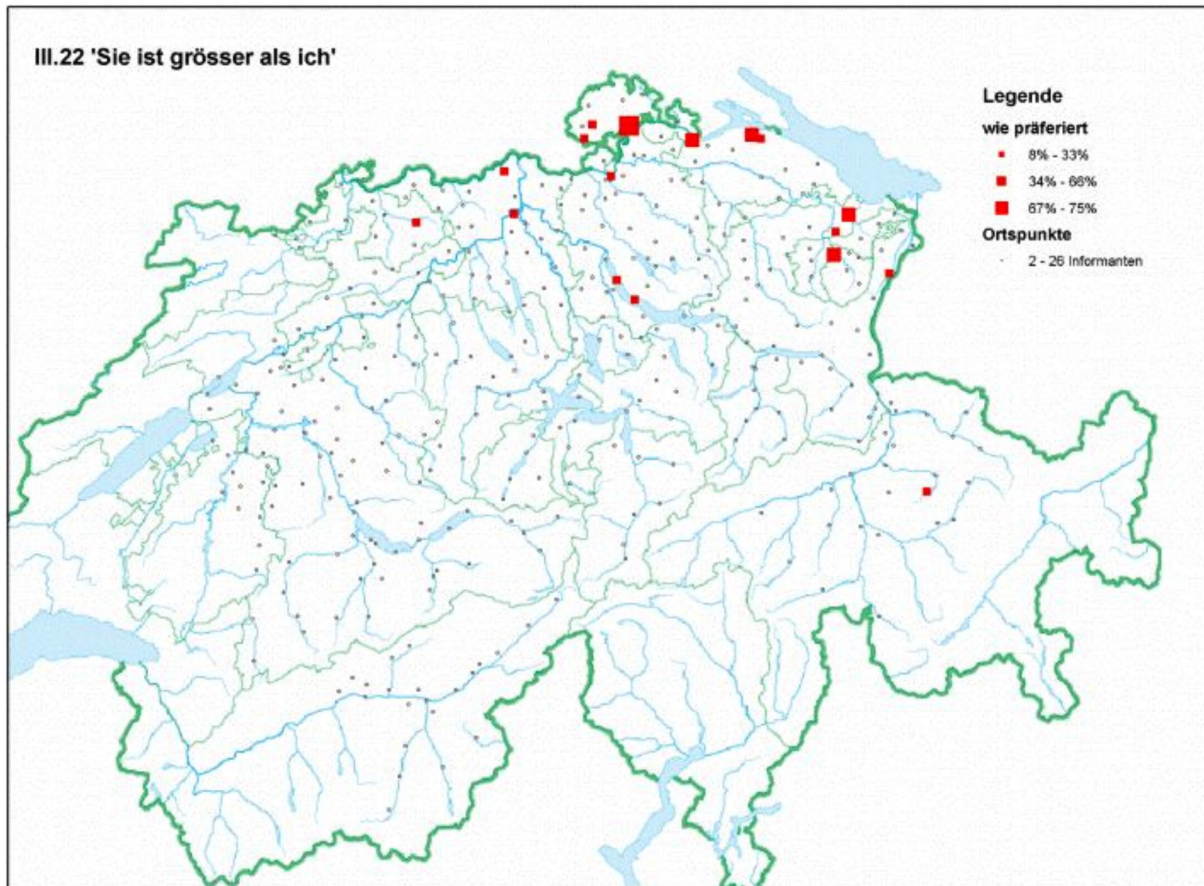 III.22 'Sie ist grösser als ich'
Legende
wie präferiert
8% - 33%
34% - 66%
67% - 75%
Ortspunkte
2 - 26 Informanten